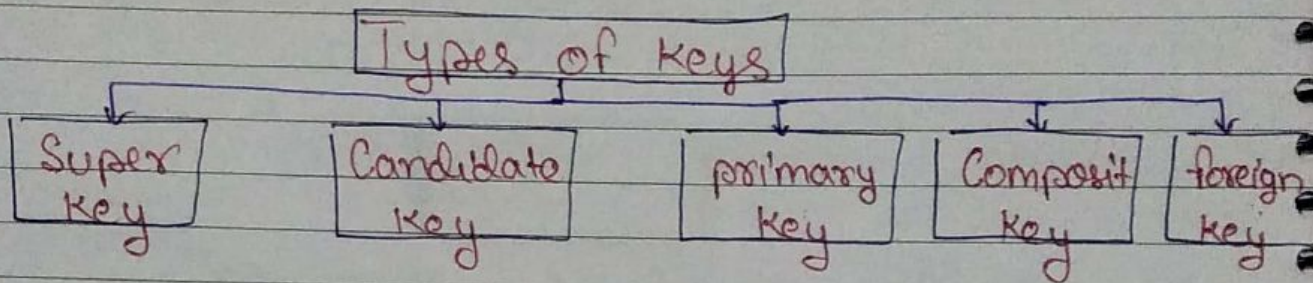 Types of keys
Super
Key
Candidate
Key
primary
Key
Composit
Key
foreign
key